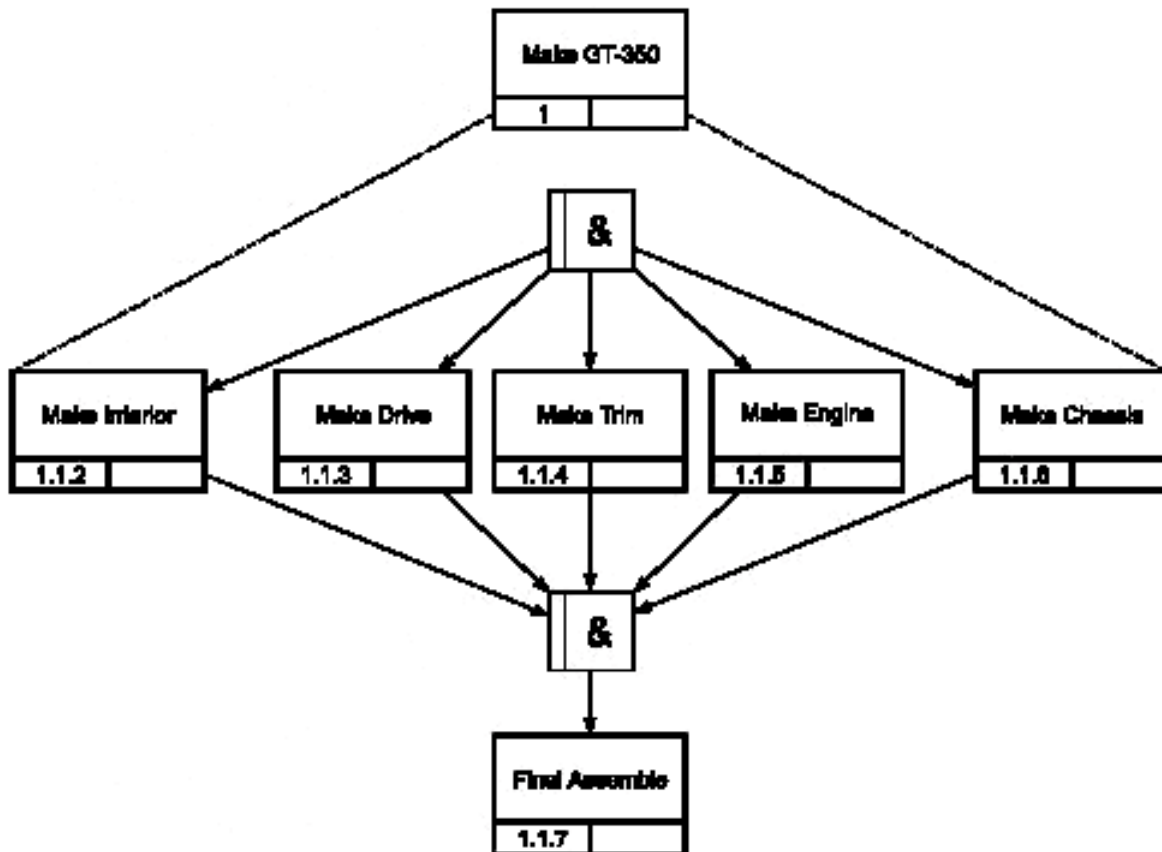 Make GT-350
1
&
Make Interior
Make Drive
Make Trim
Make Engine
Make Chassis
1.1.2
1.1.3
1.1.4
1.1.5
1.1.6
&
Final Assemble
1.1.7